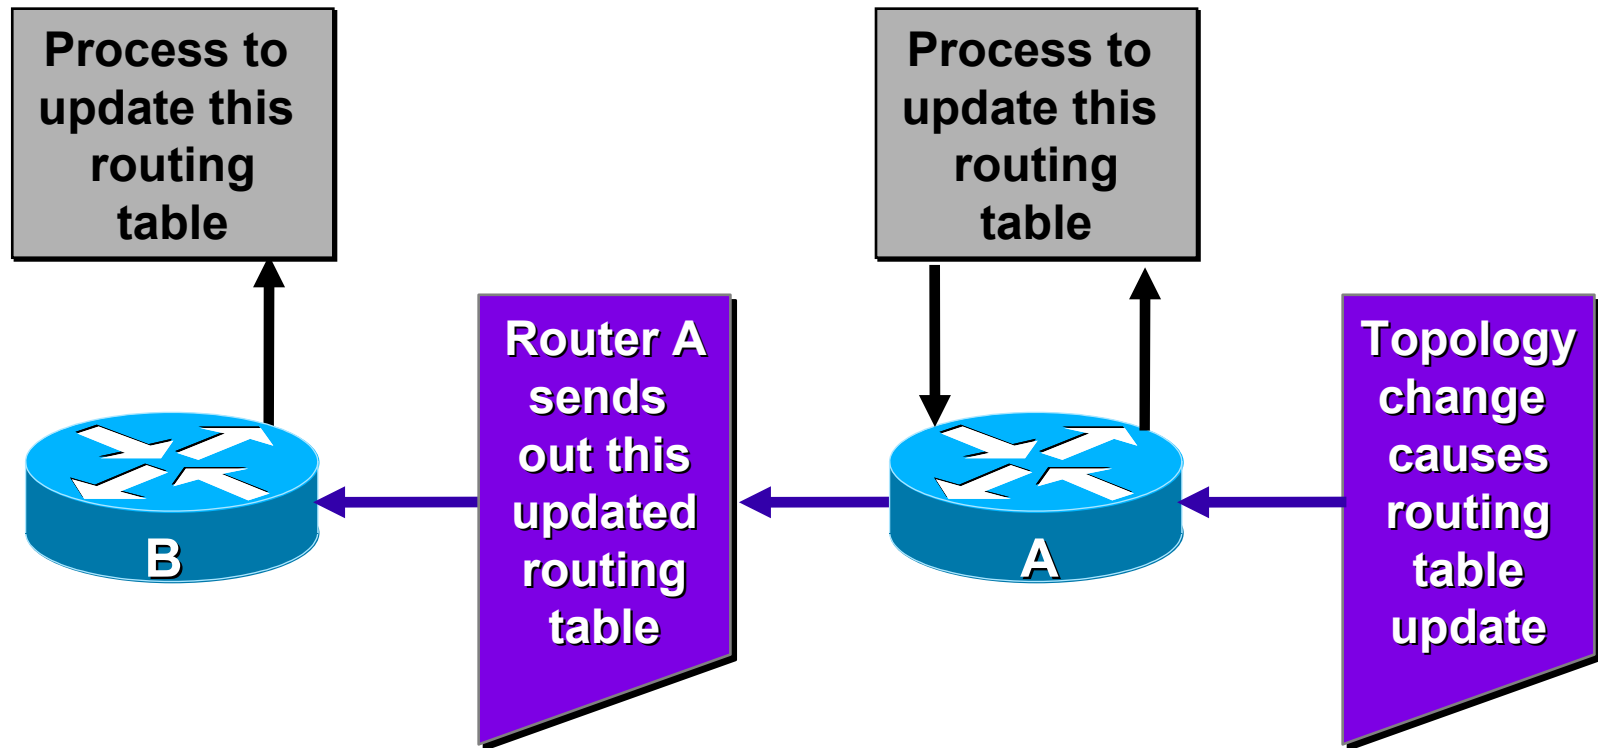 Process to
update this
routing
table
Process to
update this
routing
table
Router A
sends
out this
updated
routing
table
Topology
change
causes
routing
table
update
B
A